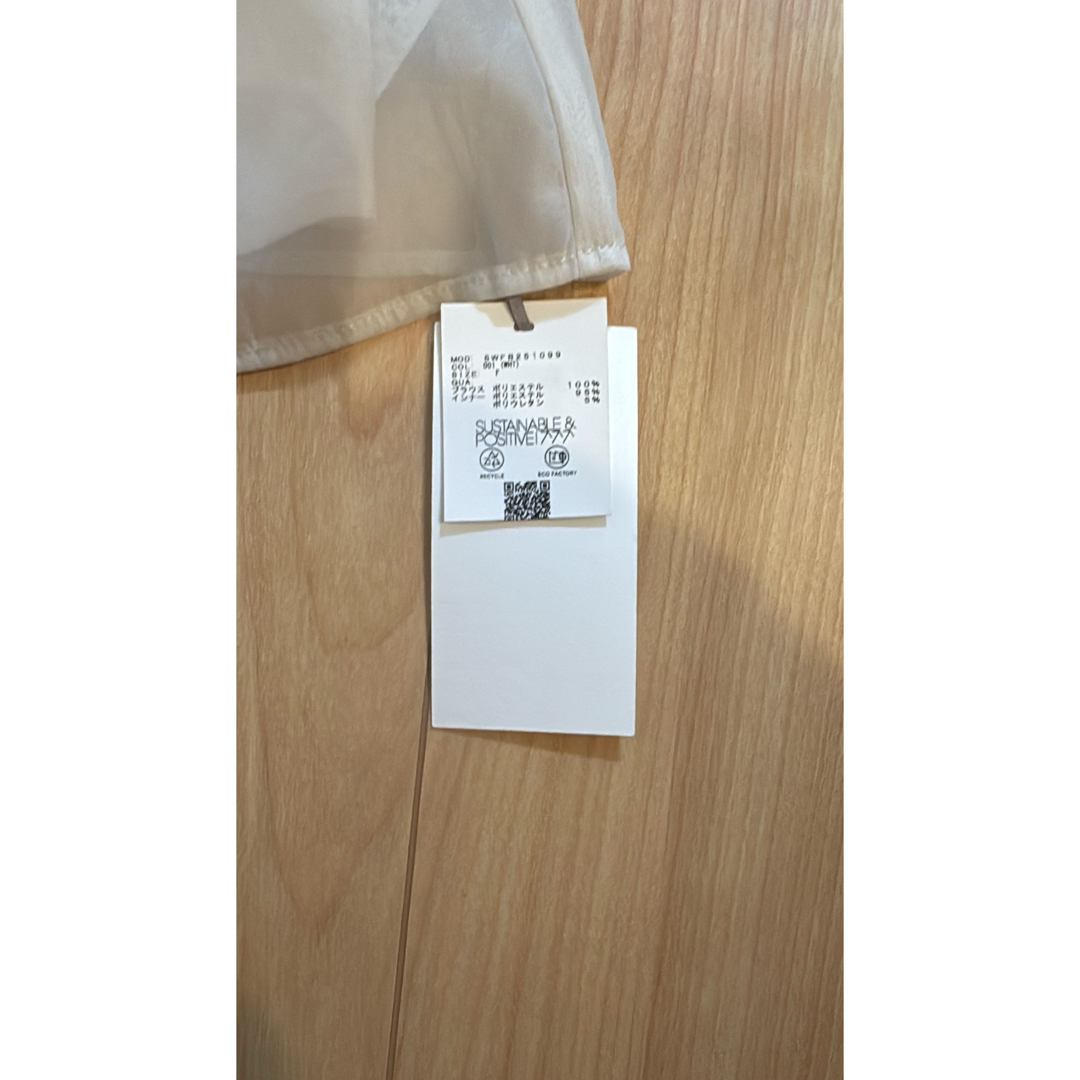 MOD: SWFB251099
COL: 001 (WHT)
SIZE: F
QUA:
ブラウス ポリエステル 100%
インナー ポリエステル 95%
ポリウレタン 5%
SUSTAINABLE &
POSITIVE!
RECYCLE ECO FACTORY